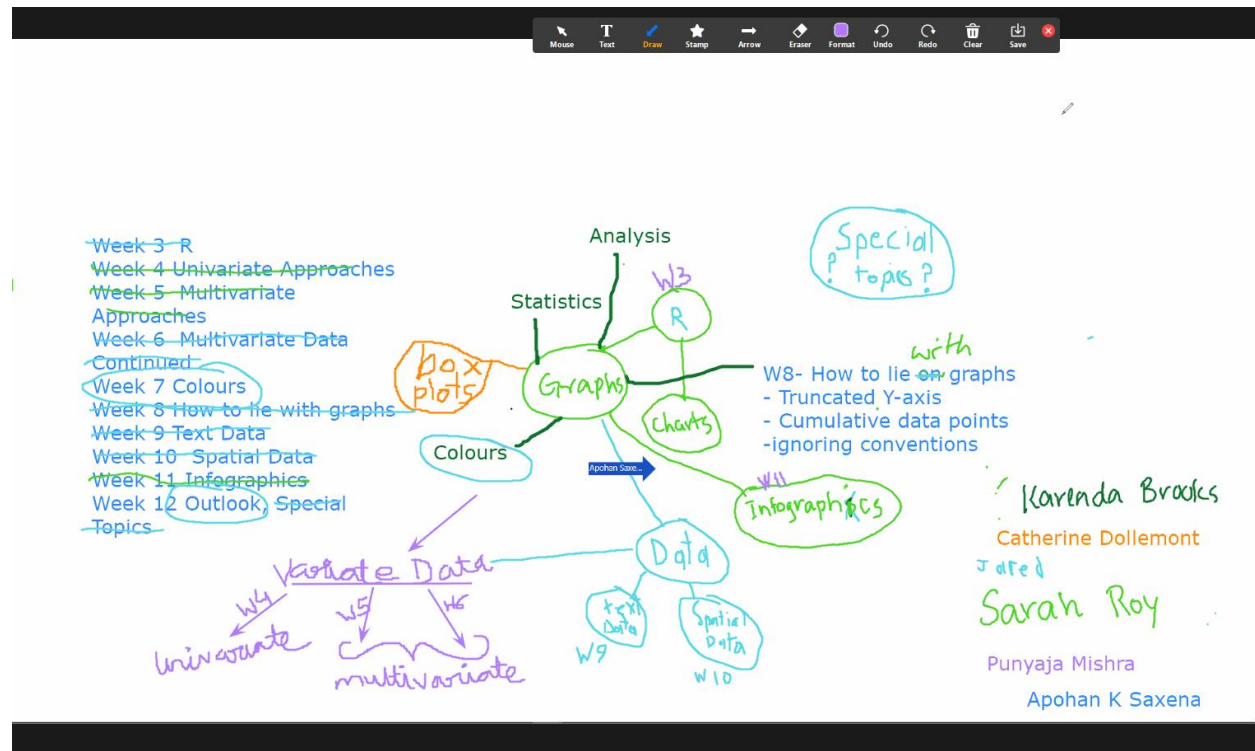 Mouse Text Draw Stamp Arrow Eraser Format Undo Redo Clear Save
Week 3 R
Week 4 Univariate Approaches
Week 5 Multivariate
Approaches
Week 6 Multivariate Data
Continued
Week 7 Colours
Week 8 How to lie with graphs
Week 9 Text Data
Week 10 Spatial Data
Week 11 Infographics
Week 12 Outlook, Special
Topics
Analysis
Statistics
W3
R
box
plots
Graphs
Charts
Colours
Special
? topics ?
with
W8- How to lie on graphs
- Truncated Y-axis
- Cumulative data points
-ignoring conventions
Apohan Saxe...
W11
Infographics
Data
Variate Data
W4
W5
W6
univariate
multivariate
text
Data
W9
Spatial
Data
W10
Karenda Brooks
Catherine Dollemont
Jared
Sarah Roy
Punyaja Mishra
Apohan K Saxena